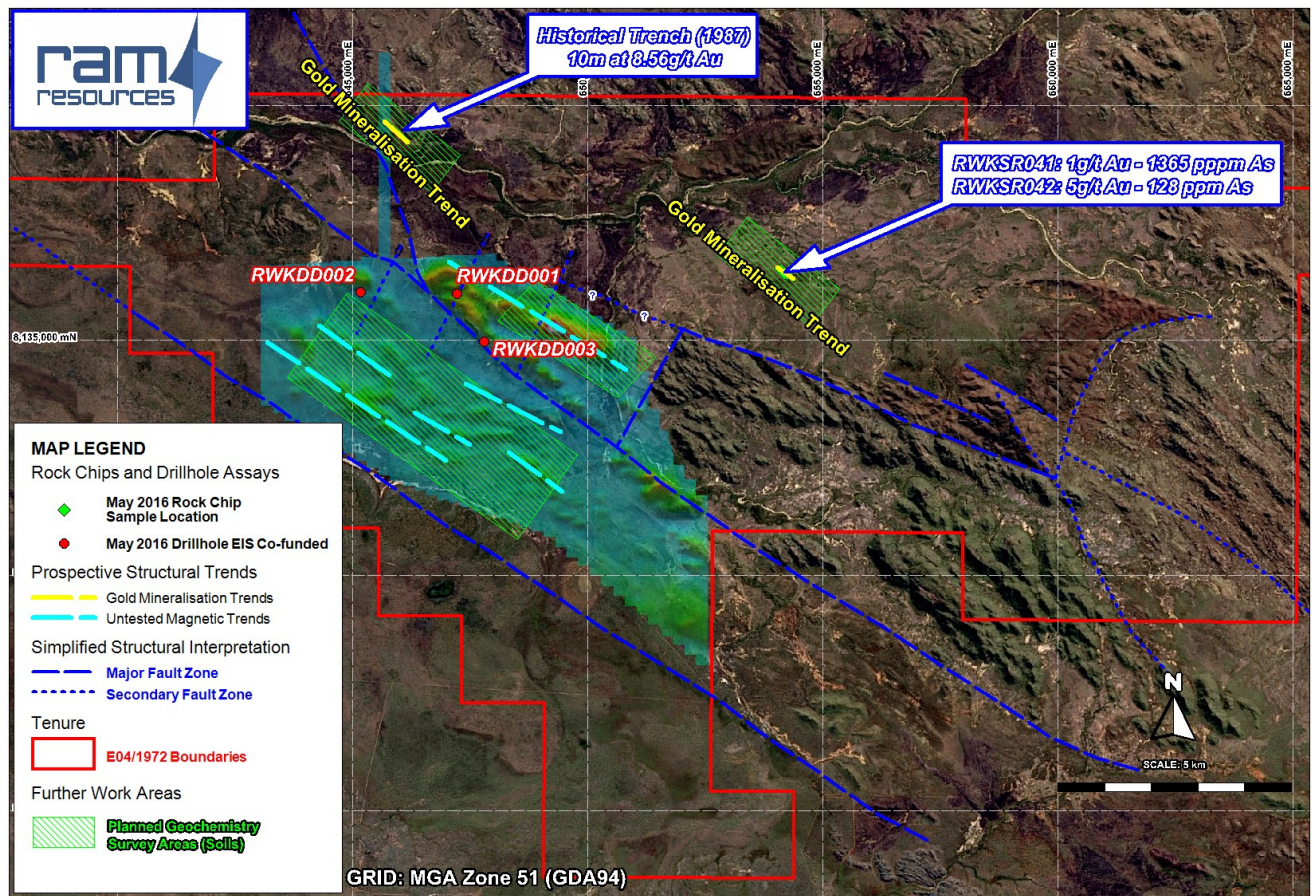 ram
resources
Historical Trench (1987)
10m at 8.56g/t Au
645,000 mE
650,
655,000 mE
660,000 mE
665,000 mE
Gold Mineralisation Trend
RWKSR041: 1g/t Au - 1365 pppm As
RWKSR042: 5g/t Au - 128 ppm As
Gold Mineralisation Trend
RWKDD002
RWKDD001
?
?
RWKDD003
8,135,000 mN
MAP LEGEND
Rock Chips and Drillhole Assays
May 2016 Rock Chip
Sample Location
May 2016 Drillhole EIS Co-funded
Prospective Structural Trends
Gold Mineralisation Trends
Untested Magnetic Trends
Simplified Structural Interpretation
Major Fault Zone
Secondary Fault Zone
Tenure
E04/1972 Boundaries
Further Work Areas
Planned Geochemistry
Survey Areas (Soils)
N
SCALE: 5 km
GRID: MGA Zone 51 (GDA94)